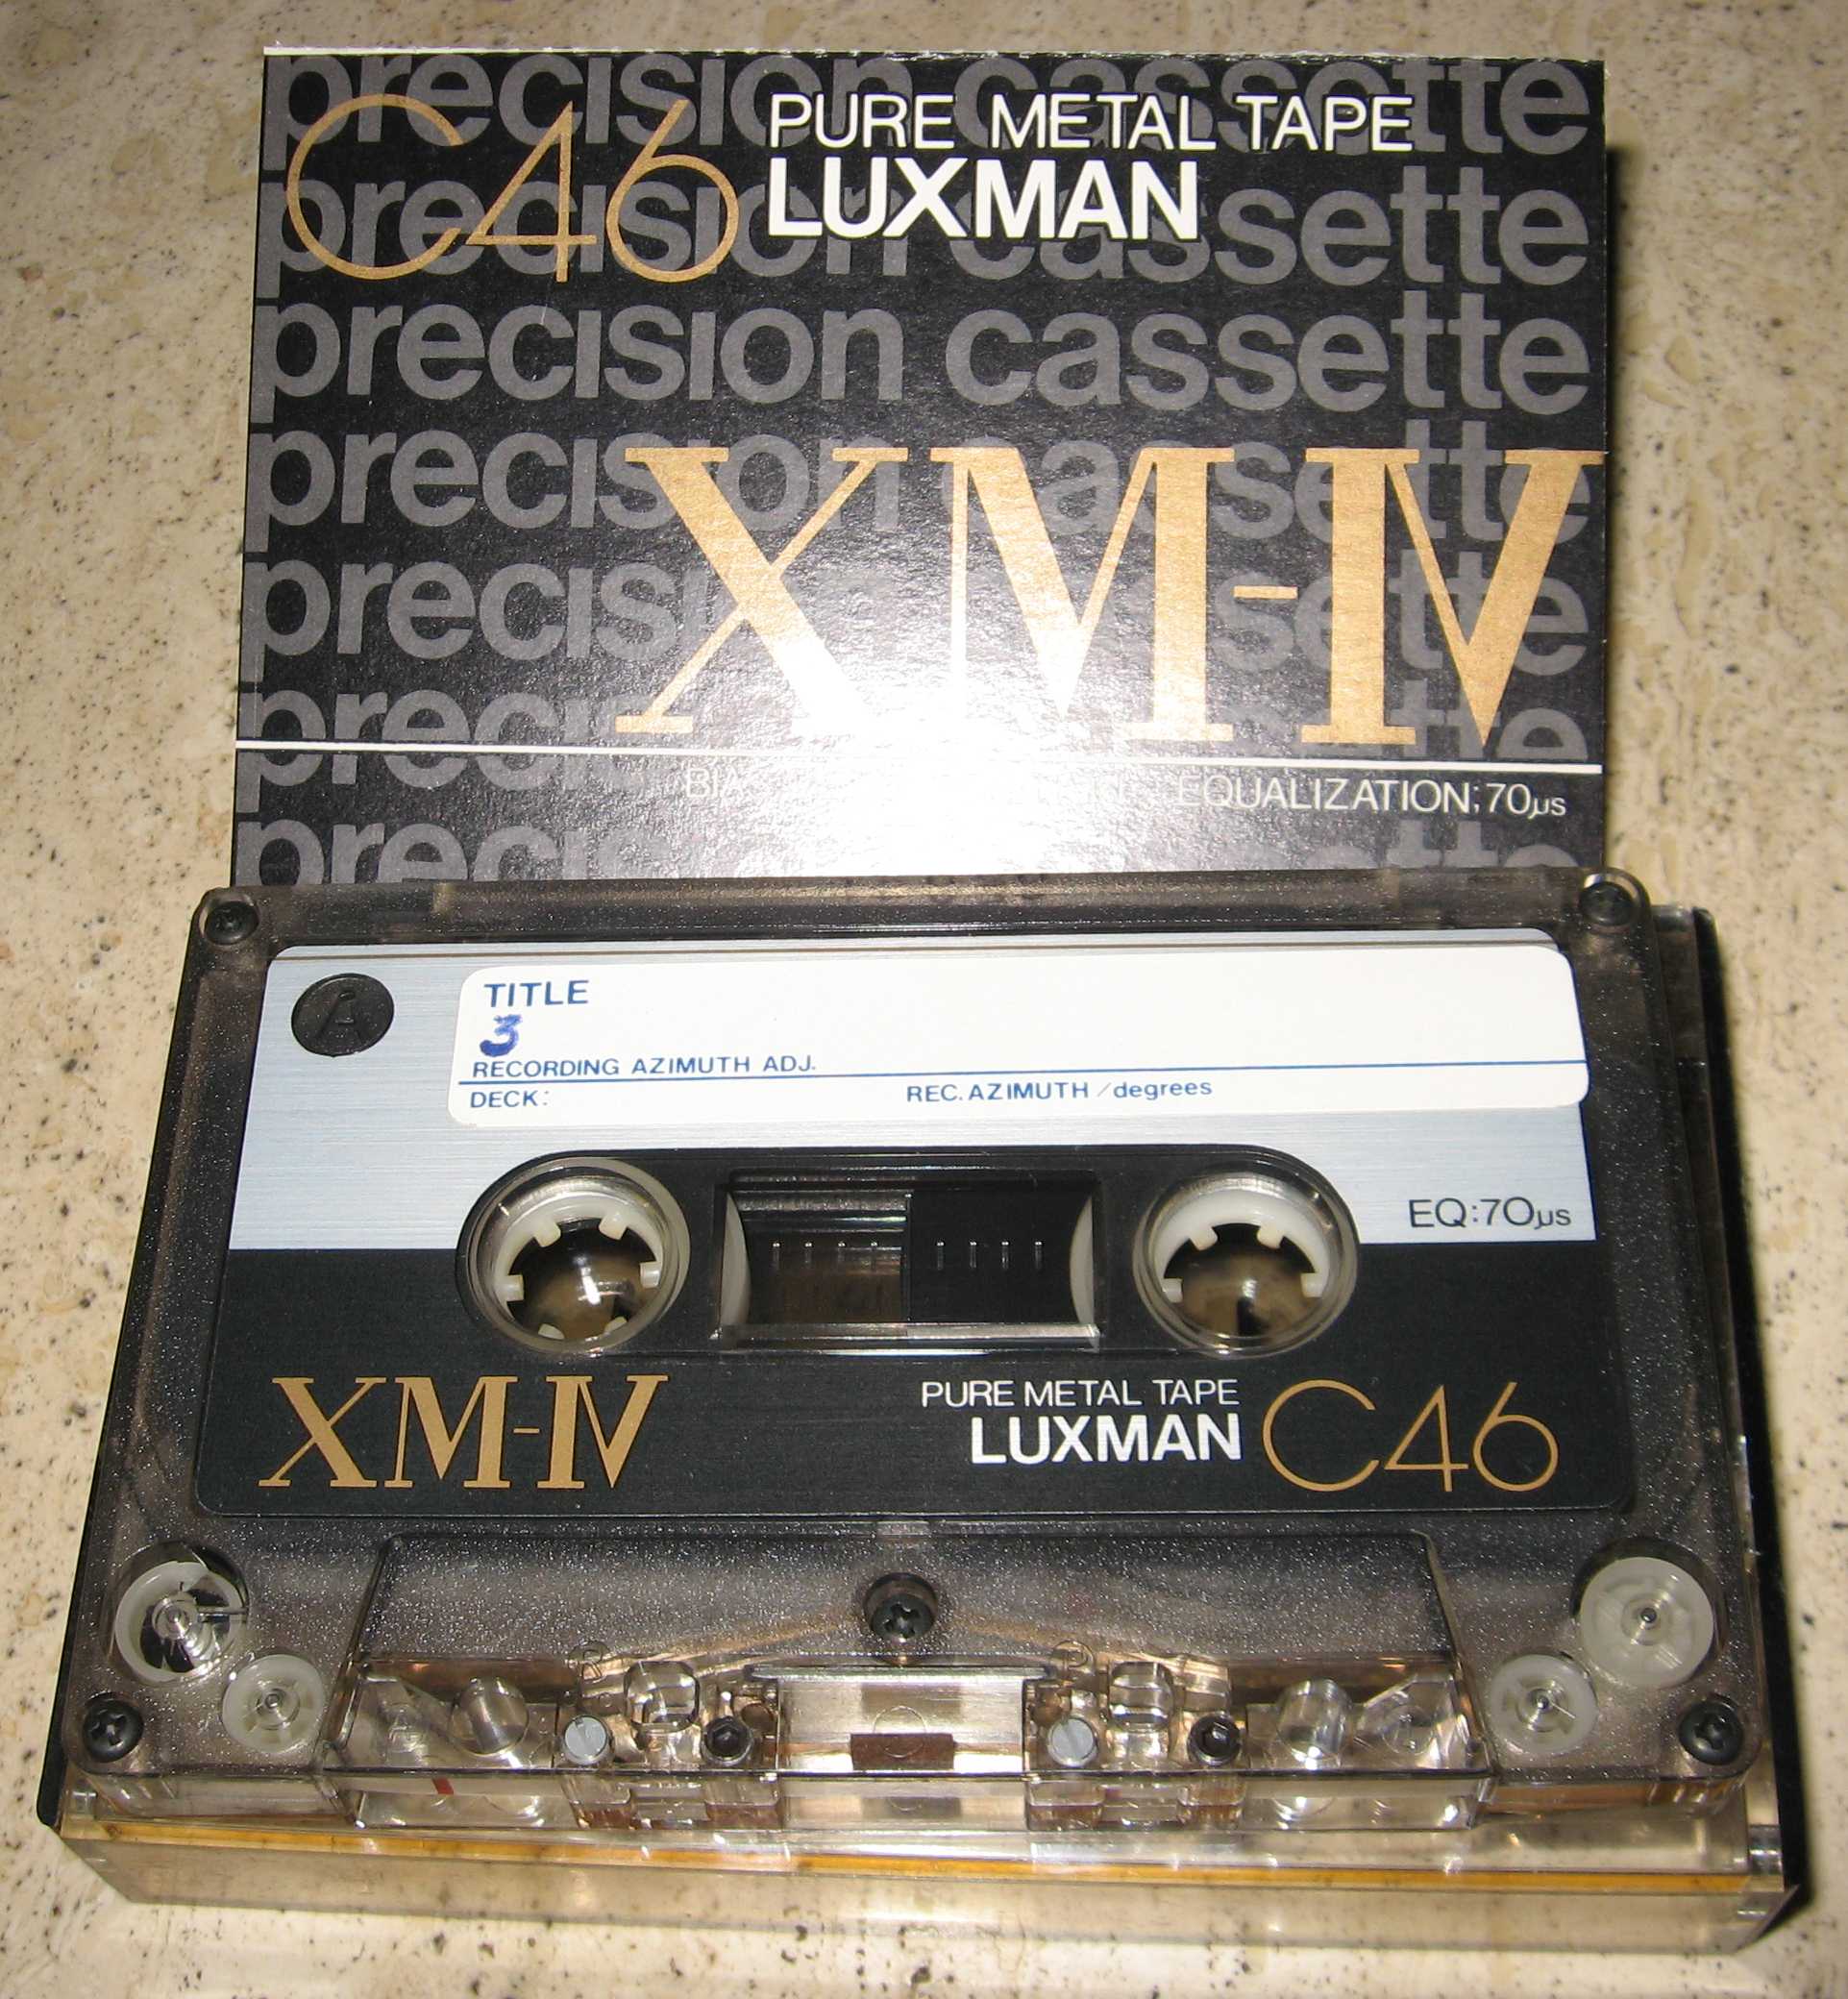 precision cassette
C46 PURE METAL TAPE
LUXMAN
precision cassette
precision cassette
precision cassette
XM-IV
EQUALIZATION; 70µs
A
TITLE
3
RECORDING AZIMUTH ADJ.
DECK:
REC. AZIMUTH /degrees
EQ:70µs
XM-IV
PURE METAL TAPE
LUXMAN C46